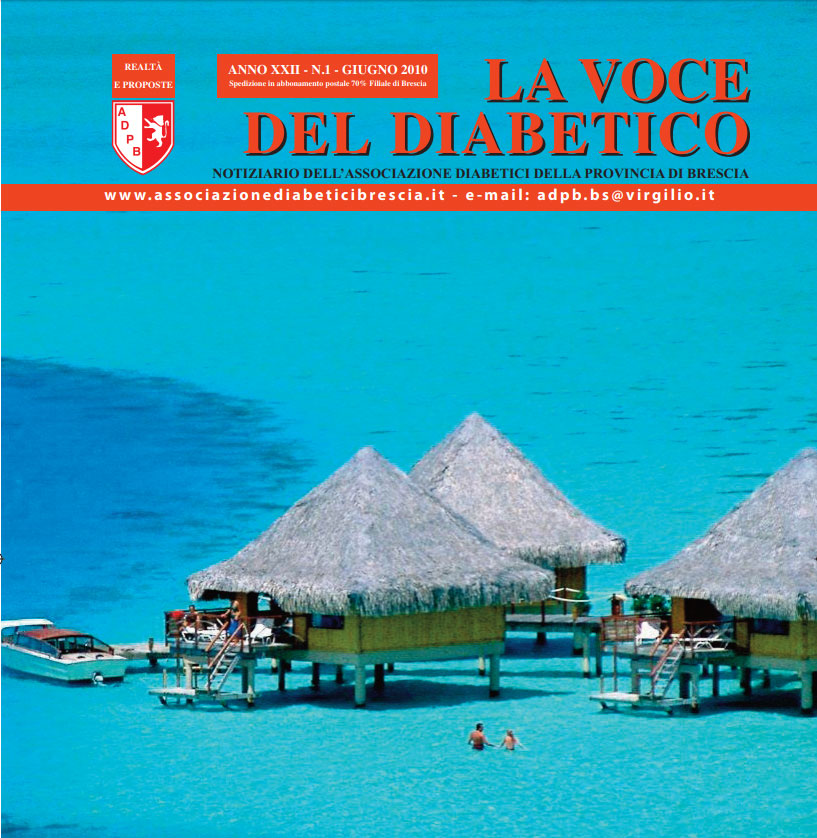 REALTÀ
E PROPOSTE
A
D
P
B
ANNO XXII - N.1 - GIUGNO 2010
Spedizione in abbonamento postale 70% Filiale di Brescia
LA VOCE
DEL DIABETICO
NOTIZIARIO DELL'ASSOCIAZIONE DIABETICI DELLA PROVINCIA DI BRESCIA
www.associazionediabeticibrescia.it - e-mail: adpb.bs@virgilio.it